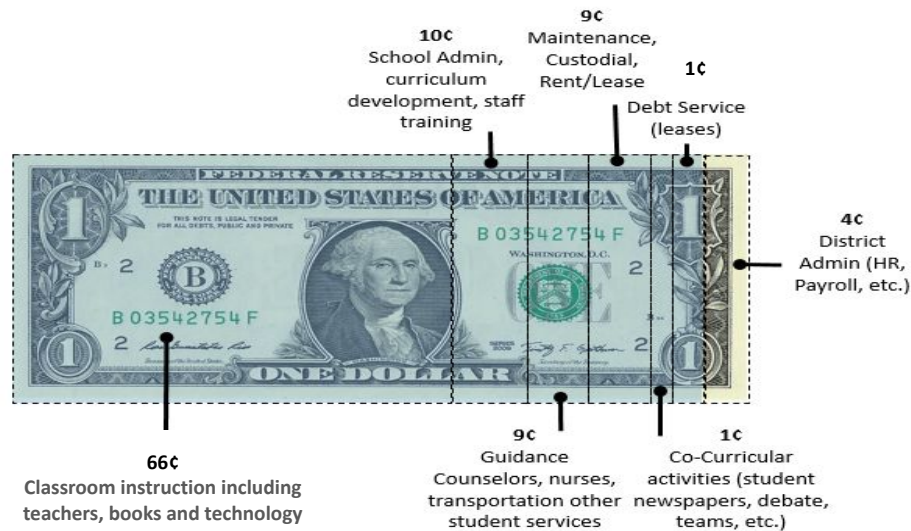 10¢
School Admin,
curriculum
development, staff
training
9¢
Maintenance,
Custodial,
Rent/Lease
1¢
Debt Service
(leases)
FEDERAL RESERVE NOTE
THE UNITED STATES OF AMERICA
THIS NOTE IS LEGAL TENDER
FOR ALL DEBTS, PUBLIC AND PRIVATE
B 03542754 F
WASHINGTON, D.C.
1
1
2
2
B
B 03542754 F
2
2
SERIES
1
1
WASHINGTON
ONE DOLLAR
4¢
District
Admin (HR,
Payroll, etc.)
66¢
Classroom instruction including
teachers, books and technology
9¢
Guidance
Counselors, nurses,
transportation other
student services
1¢
Co-Curricular
activities (student
newspapers, debate,
teams, etc.)